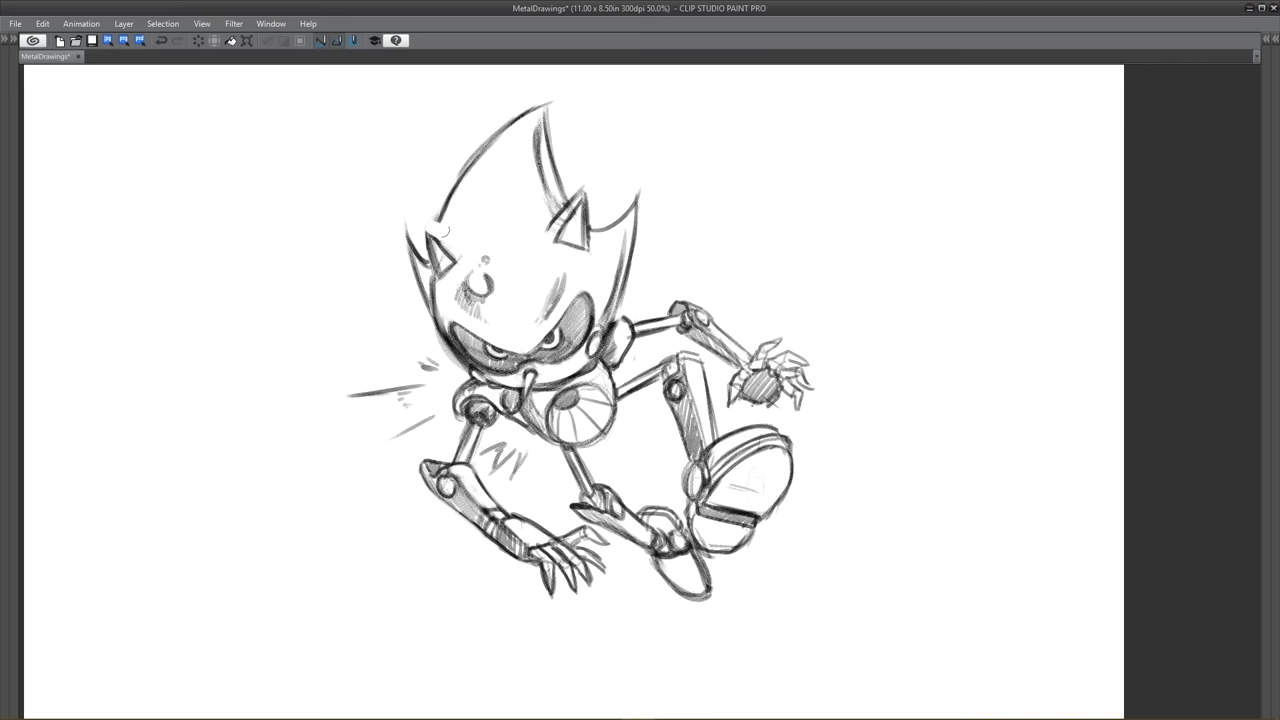 MetalDrawings* (11.00 x 8.50in 300dpi 50.0%) - CLIP STUDIO PAINT PRO
File Edit Animation Layer Selection View Filter Window Help
MetalDrawings*